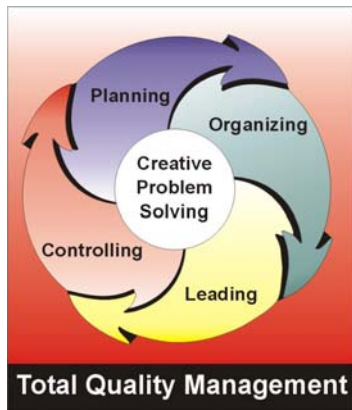 Planning
Organizing
Creative
Problem
Solving
Controlling
Leading
Total Quality Management